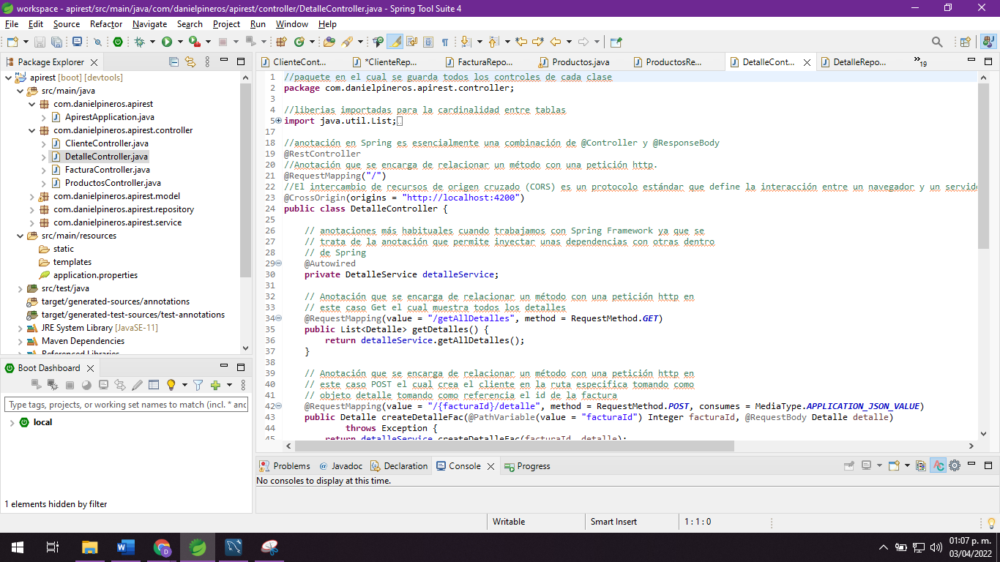 workspace - apirest/src/main/java/com/danielpineros/apirest/controller/DetalleController.java - Spring Tool Suite 4
File Edit Source Refactor Navigate Search Project Run Window Help
Package Explorer
apirest [boot] [devtools]
src/main/java
com.danielpineros.apirest
ApirestApplication.java
com.danielpineros.apirest.controller
ClienteController.java
DetalleController.java
FacturaController.java
ProductosController.java
com.danielpineros.apirest.model
com.danielpineros.apirest.repository
com.danielpineros.apirest.service
src/main/resources
static
templates
application.properties
src/test/java
target/generated-sources/annotations
target/generated-test-sources/test-annotations
JRE System Library [JavaSE-11]
Maven Dependencies
Referenced Libraries
Boot Dashboard
Type tags, projects, or working set names to match (incl. * and
local
1 elements hidden by filter
ClienteCont... *ClienteRep... FacturaRepo... Productos.java ProductosRe... DetalleCont... DetalleRepo... 19
1 //paquete en el cual se guarda todos los controles de cada clase
2 package com.danielpineros.apirest.controller;
3
4 //liberias importadas para la cardinalidad entre tablas
5 import java.util.List;
17
18 //anotación en Spring es esencialmente una combinación de @Controller y @ResponseBody
19 @RestController
20 //Anotación que se encarga de relacionar un método con una petición http.
21 @RequestMapping("/")
22 //El intercambio de recursos de origen cruzado (CORS) es un protocolo estándar que define la interacción entre un navegador y un servido
23 @CrossOrigin(origins = "http://localhost:4200")
24 public class DetalleController {
25
26 // anotaciones más habituales cuando trabajamos con Spring Framework ya que se
27 // trata de la anotación que permite inyectar unas dependencias con otras dentro
28 // de Spring
29 @Autowired
30 private DetalleService detalleService;
31
32 // Anotación que se encarga de relacionar un método con una petición http en
33 // este caso Get el cual muestra todos los detalles
34 @RequestMapping(value = "/getAllDetalles", method = RequestMethod.GET)
35 public List<Detalle> getDetalles() {
36 return detalleService.getAllDetalles();
37 }
38
39 // Anotación que se encarga de relacionar un método con una petición http en
40 // este caso POST el cual crea el cliente en la ruta especifica tomando como
41 // objeto detalle tomando como referencia el id de la factura
42 @RequestMapping(value = "/{facturaId}/detalle", method = RequestMethod.POST, consumes = MediaType.APPLICATION_JSON_VALUE)
43 public Detalle createDetalleFac(@PathVariable(value = "facturaId") Integer facturaId, @RequestBody Detalle detalle)
44 throws Exception {
45 return detalleService.createDetalleFac(facturaId, detalle);
Problems Javadoc Declaration Console Progress
No consoles to display at this time.
Writable Smart Insert 1 : 1 : 0
01:07 p. m.
03/04/2022